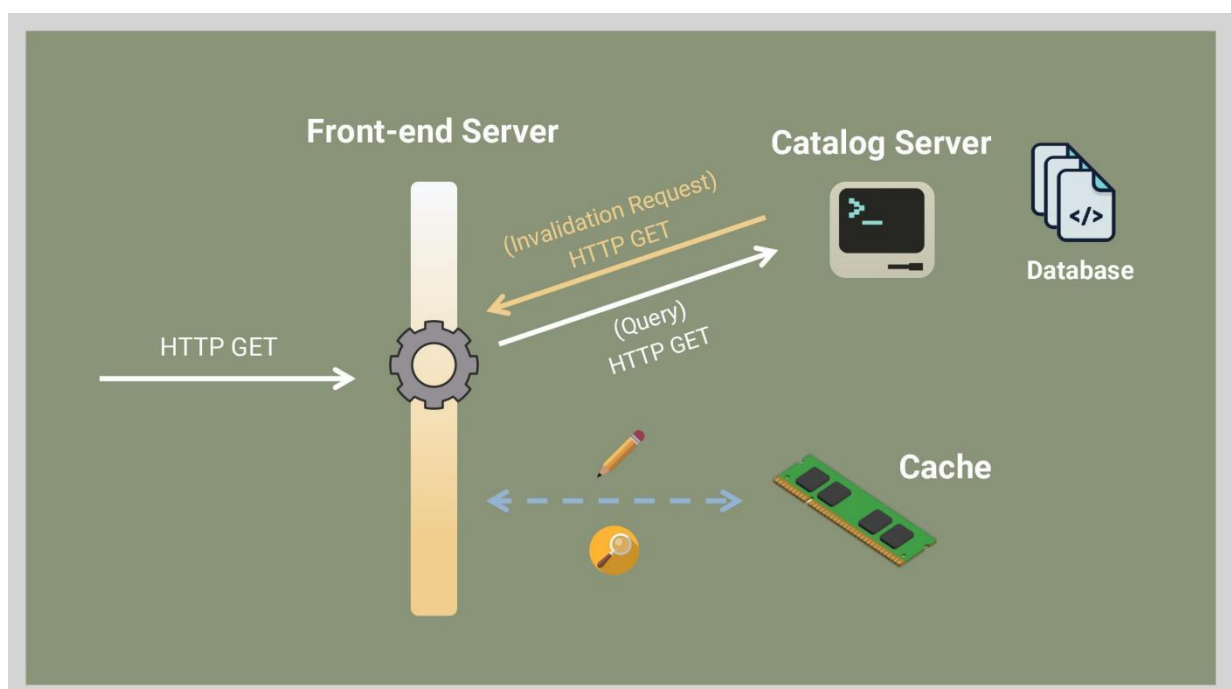 Front-end Server
Catalog Server
</>
Database
>_
(Invalidation Request)
HTTP GET
(Query)
HTTP GET
HTTP GET
Cache